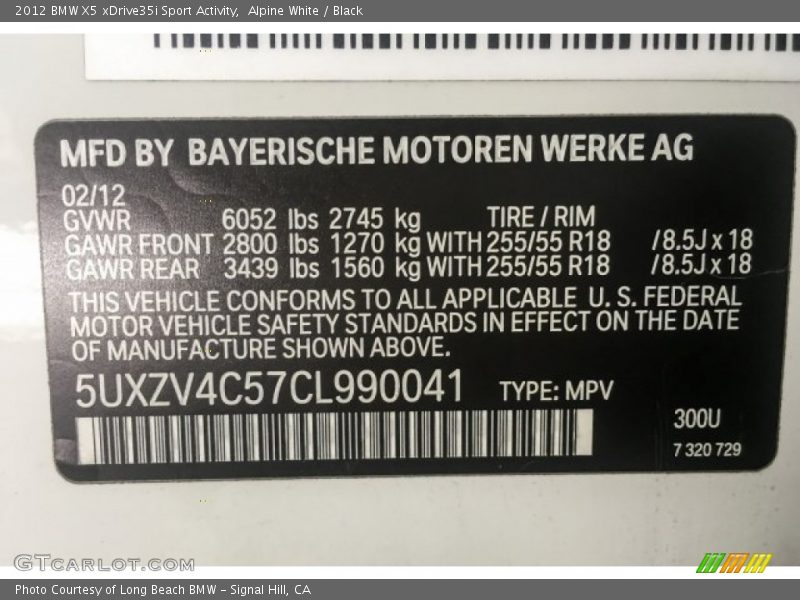 2012 BMW X5 xDrive35i Sport Activity,  Alpine White / Black
MFD BY BAYERISCHE MOTOREN WERKE AG
02/12
GVWR 6052 lbs 2745 kg TIRE / RIM
GAWR FRONT 2800 lbs 1270 kg WITH 255/55 R18 /8.5J x 18
GAWR REAR 3439 lbs 1560 kg WITH 255/55 R18 /8.5J x 18
THIS VEHICLE CONFORMS TO ALL APPLICABLE U. S. FEDERAL
MOTOR VEHICLE SAFETY STANDARDS IN EFFECT ON THE DATE
OF MANUFACTURE SHOWN ABOVE.
5UXZV4C57CL990041 TYPE: MPV
300U
7 320 729
GTCARLOT.COM
Photo Courtesy of Long Beach BMW - Signal Hill, CA